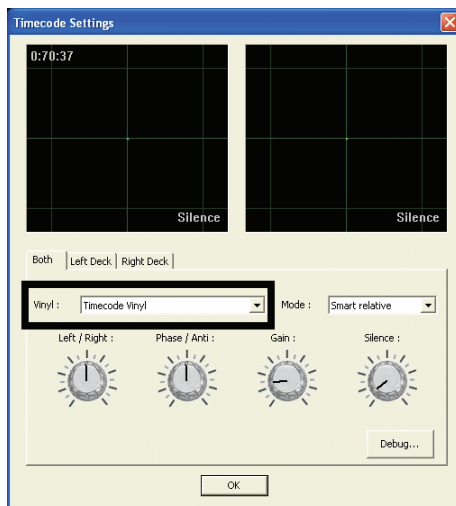 Timecode Settings
0:70:37
Silence
Silence
Both Left Deck Right Deck
Vinyl : Timecode Vinyl Mode : Smart relative
Left / Right : Phase / Anti : Gain : Silence :
Debug...
OK